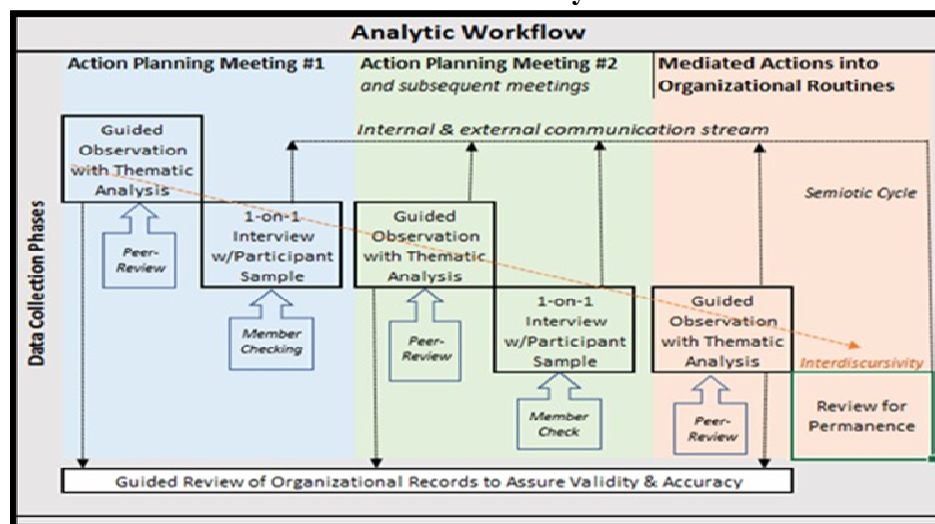 Analytic Workflow
Action Planning Meeting #1
Action Planning Meeting #2
and subsequent meetings
Mediated Actions into
Organizational Routines
Data Collection Phases
Internal & external communication stream
Semiotic Cycle
Guided
Observation
with Thematic
Analysis
Peer-
Review
1-on-1
Interview
w/Participant
Sample
Member
Checking
Guided
Observation
with Thematic
Analysis
Peer-
Review
1-on-1
Interview
w/Participant
Sample
Member
Check
Guided
Observation
with Thematic
Analysis
Peer-
Review
Interdiscursivity
Review for
Permanence
Guided Review of Organizational Records to Assure Validity & Accuracy